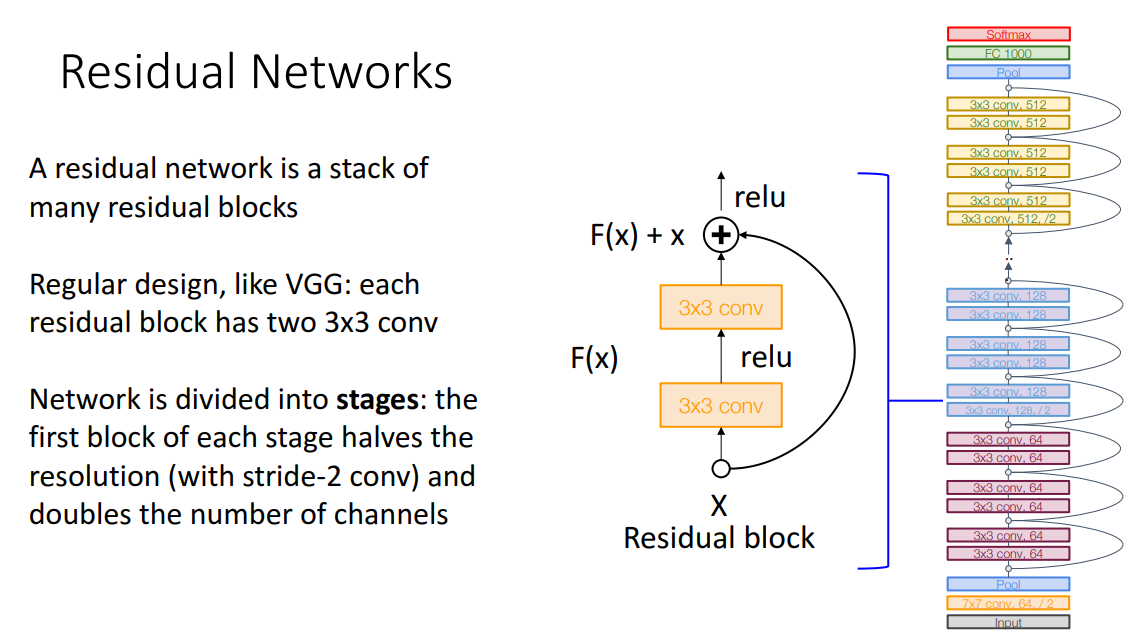 Residual Networks
A residual network is a stack of
many residual blocks
Regular design, like VGG: each
residual block has two 3x3 conv
Network is divided into stages: the
first block of each stage halves the
resolution (with stride-2 conv) and
doubles the number of channels
relu
F(x) + x
3x3 conv
F(x)
relu
3x3 conv
X
Residual block
Softmax
FC 1000
Pool
3x3 conv, 512
3x3 conv, 512
3x3 conv, 512
3x3 conv, 512
3x3 conv, 512
3x3 conv, 512, /2
..
3x3 conv, 128
3x3 conv, 128
3x3 conv, 128
3x3 conv, 128
3x3 conv, 128
3x3 conv, 128, / 2
3x3 conv, 64
3x3 conv, 64
3x3 conv, 64
3x3 conv, 64
3x3 conv, 64
3x3 conv, 64
Pool
7x7 conv, 64, / 2
Input